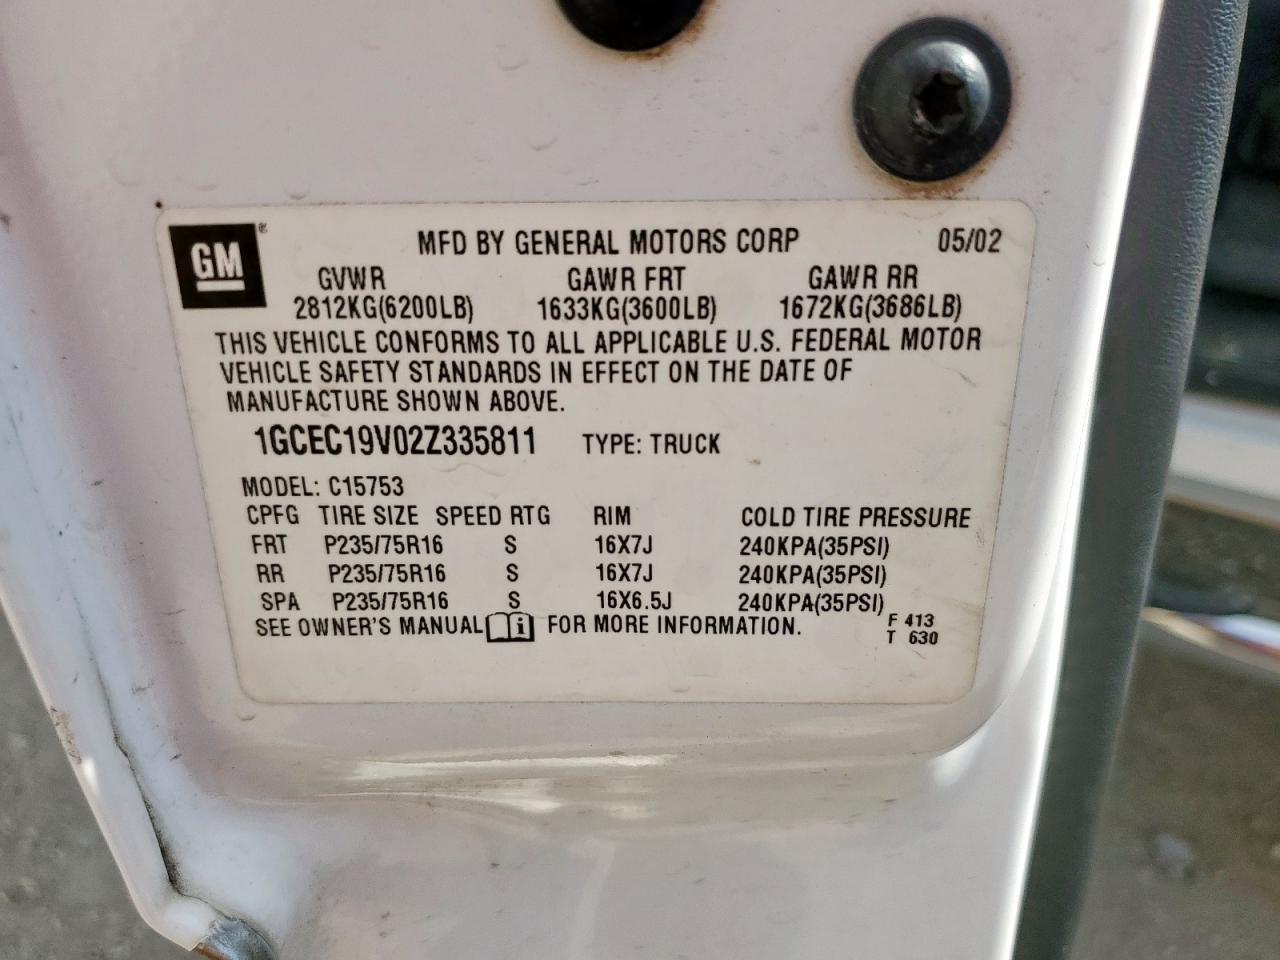 GM®
MFD BY GENERAL MOTORS CORP 05/02
GVWR GAWR FRT GAWR RR
2812KG(6200LB) 1633KG(3600LB) 1672KG(3686LB)
THIS VEHICLE CONFORMS TO ALL APPLICABLE U.S. FEDERAL MOTOR
VEHICLE SAFETY STANDARDS IN EFFECT ON THE DATE OF
MANUFACTURE SHOWN ABOVE.
1GCEC19V02Z335811 TYPE: TRUCK
MODEL: C15753
CPFG TIRE SIZE SPEED RTG RIM COLD TIRE PRESSURE
FRT P235/75R16 S 16X7J 240KPA(35PSI)
RR P235/75R16 S 16X7J 240KPA(35PSI)
SPA P235/75R16 S 16X6.5J 240KPA(35PSI)
SEE OWNER'S MANUAL i FOR MORE INFORMATION.
F 413
T 630